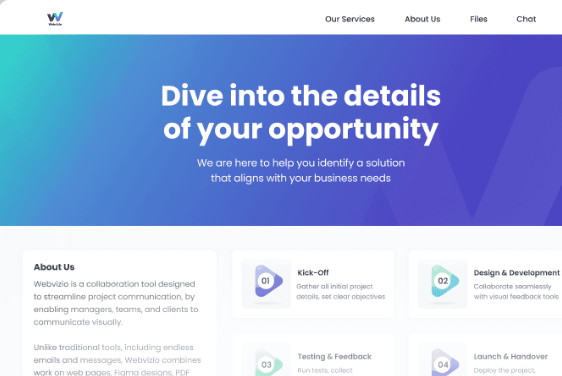 Webvizio
Our Services
About Us
Files
Chat
Dive into the details
of your opportunity
We are here to help you identify a solution
that aligns with your business needs
About Us
Webvizio is a collaboration tool designed
to streamline project communication, by
enabling managers, teams, and clients to
communicate visually.
Unlike traditional tools, including endless
emails and messages, Webvizio combines
work on web pages, Figma designs, PDF
01
Kick-Off
Gather all initial project
details, set clear objectives
02
Design & Development
Collaborate seamlessly
with visual feedback tools
03
Testing & Feedback
Run tests, collect
04
Launch & Handover
Deploy the project,